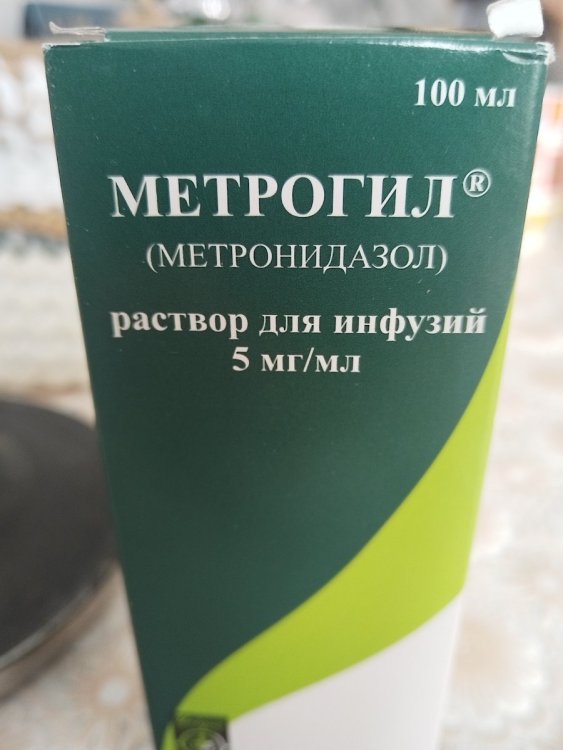 100 мл
МЕТРОГИЛ®
(МЕТРОНИДАЗОЛ)
раствор для инфузий
5 мг/мл